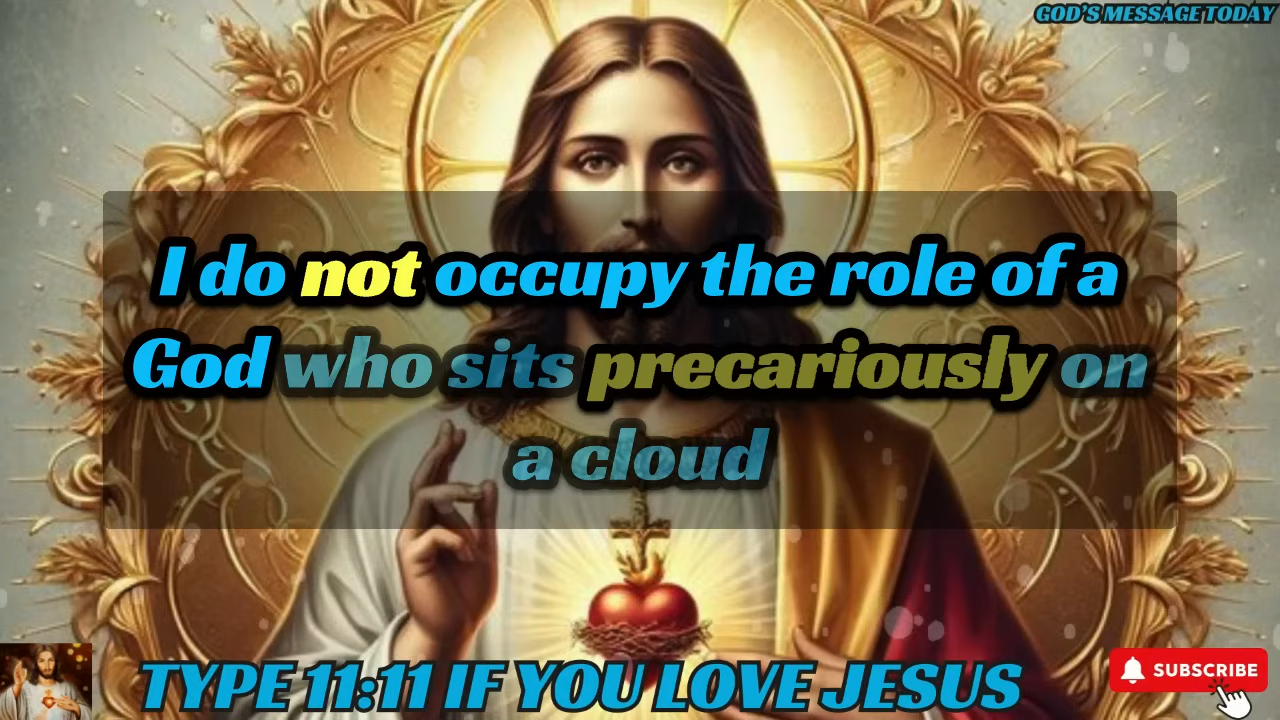 GOD'S MESSAGE TODAY
I do not occupy the role of a
God who sits precariously on
a cloud
TYPE 11:11 IF YOU LOVE JESUS
SUBSCRIBE